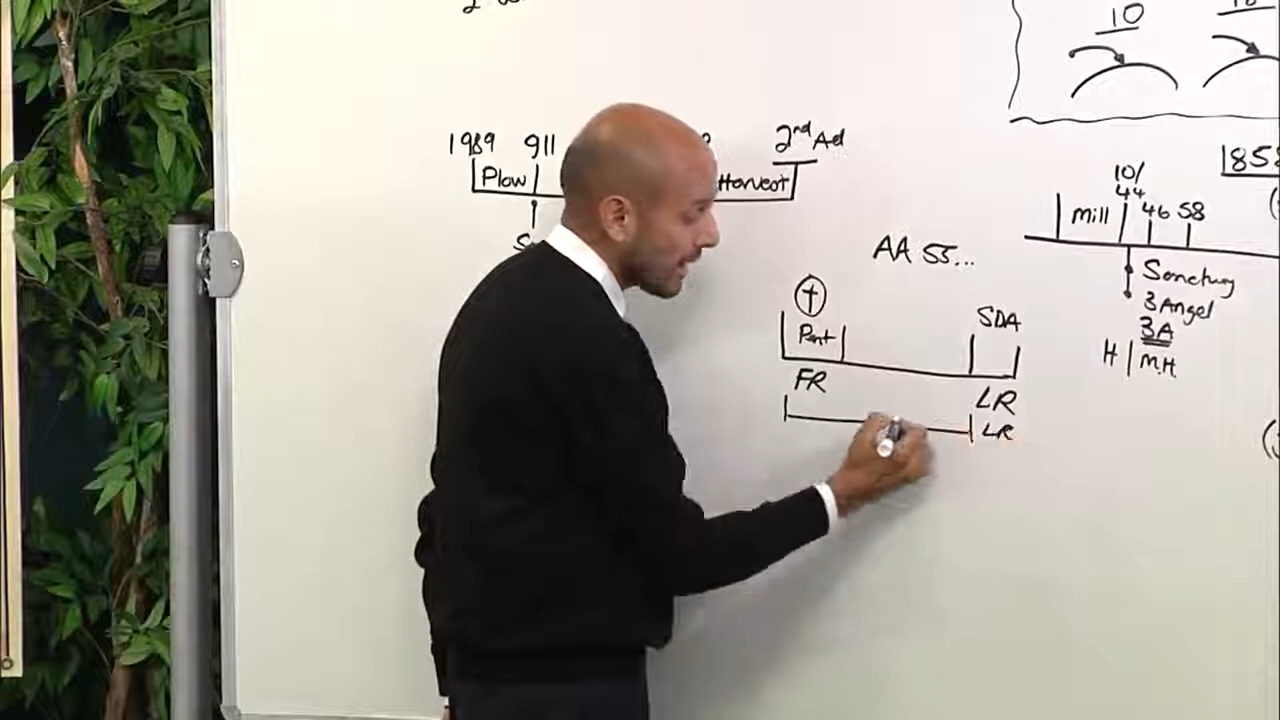 10
1989 911 2nd Ad
Plow Harvest
AA 55...
Pent SDA
FR LR
LR
1858
10/
44 46 58
Mill
Sanctuary
3 Angel
3A
H | M.H